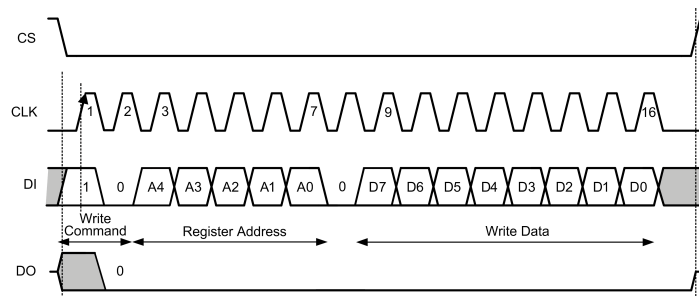 CS
CLK 1 2 3 7 9 16
DI 1 0 A4 A3 A2 A1 A0 0 D7 D6 D5 D4 D3 D2 D1 D0
Write
Command Register Address Write Data
DO 0